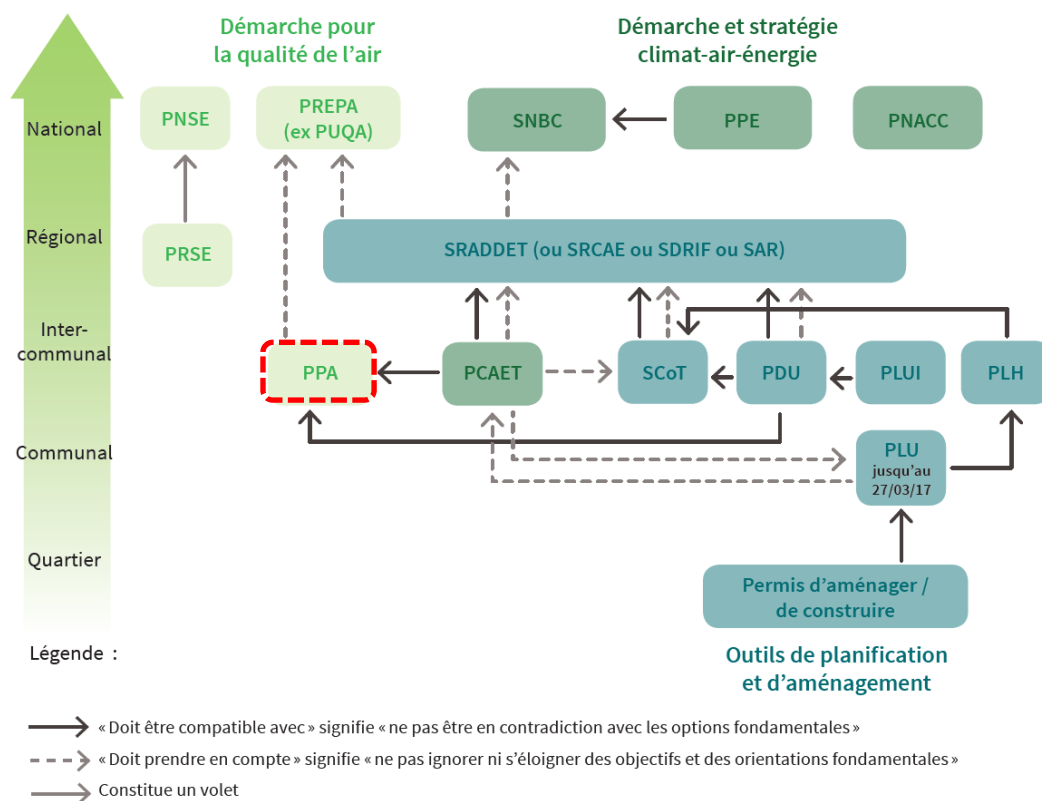 Démarche pour
la qualité de l’air
Démarche et stratégie
climat-air-énergie
National
PNSE
PREPA
(ex PUQA)
SNBC
PPE
PNACC
Régional
PRSE
SRADDET (ou SRCAE ou SDRIF ou SAR)
Inter-
communal
PPA
PCAET
SCoT
PDU
PLUI
PLH
Communal
PLU
jusqu’au
27/03/17
Quartier
Permis d’aménager /
de construire
Légende :
Outils de planification
et d’aménagement
« Doit être compatible avec » signifie « ne pas être en contradiction avec les options fondamentales »
« Doit prendre en compte » signifie « ne pas ignorer ni s’éloigner des objectifs et des orientations fondamentales »
Constitue un volet